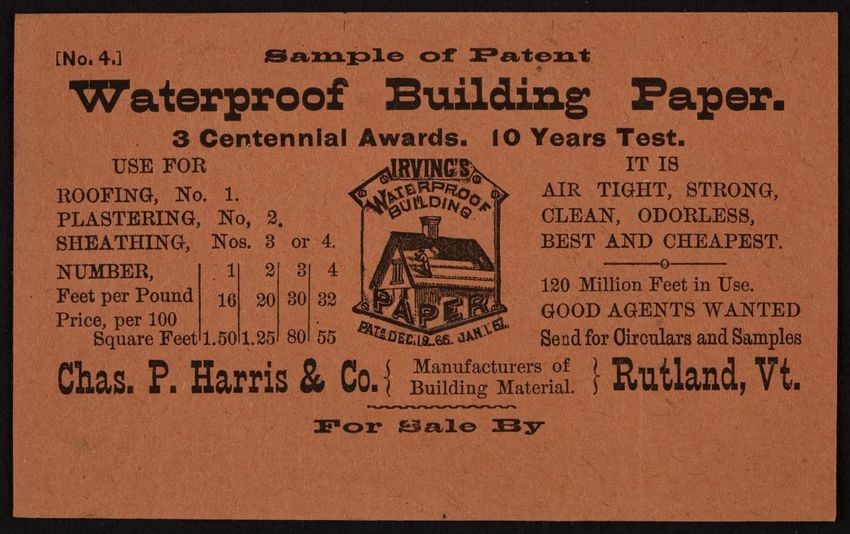 [No. 4.]
Sample of Patent
Waterproof Building Paper.
3 Centennial Awards. 10 Years Test.
USE FOR
ROOFING, No. 1.
PLASTERING, No, 2.
SHEATHING, Nos. 3 or 4.
NUMBER, 1 2 3 4
Feet per Pound 16 20 30 32
Price, per 100
Square Feet 1.50 1.25 80 55
IRVING'S
WATERPROOF
BUILDING
PAPER
PAT'D DEC. 19. 66. JAN. 1. 67.
IT IS
AIR TIGHT, STRONG,
CLEAN, ODORLESS,
BEST AND CHEAPEST.
120 Million Feet in Use.
GOOD AGENTS WANTED
Send for Circulars and Samples
Chas. P. Harris & Co. { Manufacturers of
Building Material. } Rutland, Vt.
For Sale By